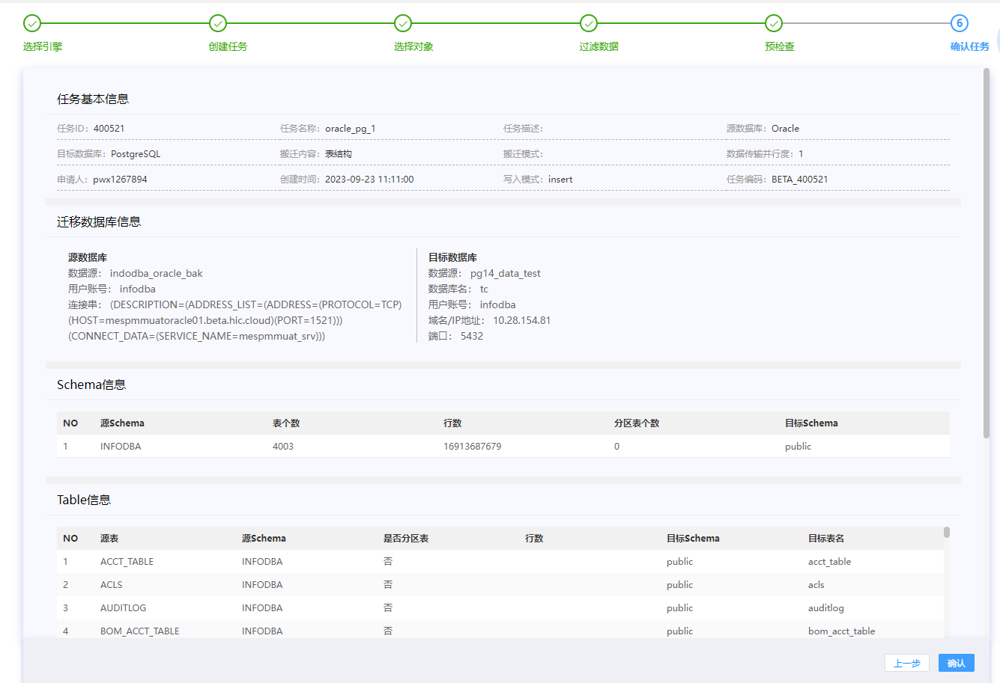 6
选择引擎 创建任务 选择对象 过滤数据 预检查 确认任务
任务基本信息
任务ID： 400521 任务名称： oracle_pg_1 任务描述： 源数据库： Oracle
目标数据库： PostgreSQL 搬迁内容： 表结构 搬迁模式： 数据传输并行度： 1
申请人： pwx1267894 创建时间： 2023-09-23 11:11:00 写入模式： insert 任务编码： BETA_400521
迁移数据库信息
源数据库
数据源： indodba_oracle_bak
用户账号： infodba
连接串： (DESCRIPTION=(ADDRESS_LIST=(ADDRESS=(PROTOCOL=TCP)
(HOST=mespmmuatoracle01.beta.hic.cloud)(PORT=1521)))
(CONNECT_DATA=(SERVICE_NAME=mespmmuat_srv)))
目标数据库
数据源： pg14_data_test
数据库名： tc
用户账号： infodba
域名/IP地址： 10.28.154.81
端口： 5432
Schema信息
NO 源Schema 表个数 行数 分区表个数 目标Schema
1 INFODBA 4003 16913687679 0 public
Table信息
NO 源表 源Schema 是否分区表 行数 目标Schema 目标表名
1 ACCT_TABLE INFODBA 否 public acct_table
2 ACLS INFODBA 否 public acls
3 AUDITLOG INFODBA 否 public auditlog
4 BOM_ACCT_TABLE INFODBA 否 public bom_acct_table
上一步 确认